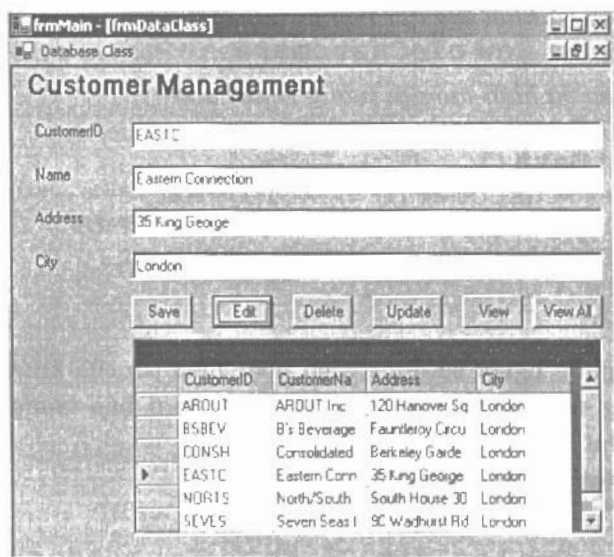 frmMain - [frmDataClass]
Database Class
Customer Management
CustomerID EASTC
Name Eastern Connection
Address 35 King George
City London
Save Edit Delete Update View View All
CustomerID CustomerNa Address City
AROUT AROUT Inc 120 Hanover Sq London
BSBEV B's Beverage Fauntleroy Circu London
CONSH Consolidated Berkeley Garde London
EASTC Eastern Conn 35 King George London
NORTS North/South South House 30 London
SEVES Seven Seas I 90 Wadhurst Rd London